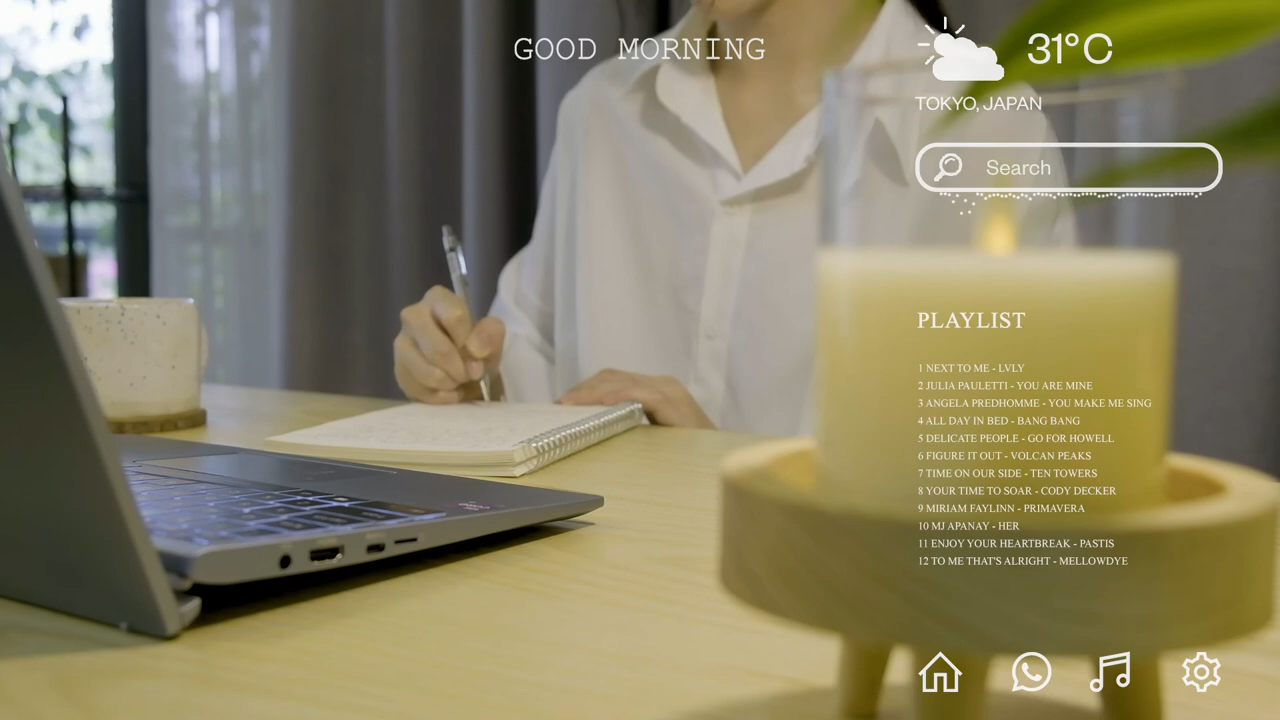 GOOD MORNING
31°C
TOKYO, JAPAN
Search
PLAYLIST
1 NEXT TO ME - LVLY
2 JULIA PAULETTI - YOU ARE MINE
3 ANGELA PREDHOMME - YOU MAKE ME SING
4 ALL DAY IN BED - BANG BANG
5 DELICATE PEOPLE - GO FOR HOWELL
6 FIGURE IT OUT - VOLCAN PEAKS
7 TIME ON OUR SIDE - TEN TOWERS
8 YOUR TIME TO SOAR - CODY DECKER
9 MIRIAM FAYLINN - PRIMAVERA
10 MJ APANAY - HER
11 ENJOY YOUR HEARTBREAK - PASTIS
12 TO ME THAT'S ALRIGHT - MELLOWDYE